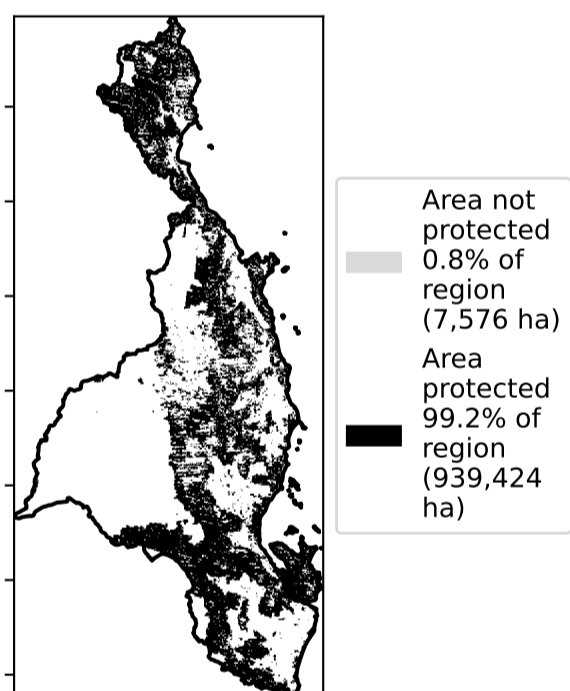 Area not
protected
0.8% of
region
(7,576 ha)
Area
protected
99.2% of
region
(939,424
ha)